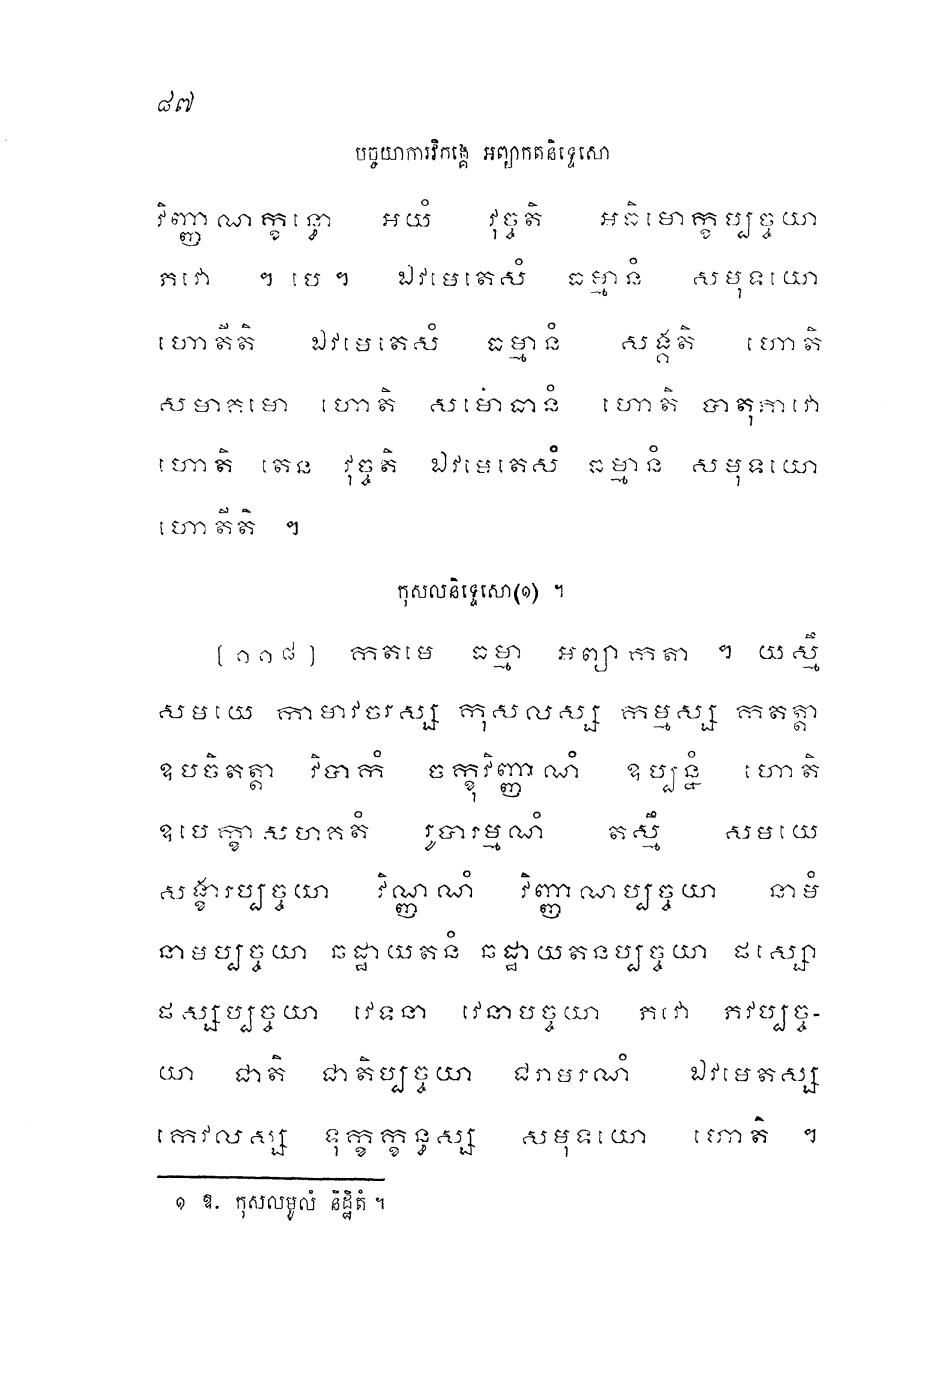 ៨៧
បច្ចយាការវិភង្គេ អព្យាកតនិទ្ទេសោ
វិញ្ញាណក្ខន្ធោ អយំ វុច្ចតិ អធិមោក្ខប្បច្ចយា
ភវោ ។ បេ ។ ឯវមេតេសំ ធម្មានំ សមុទយោ
ហោតីតិ ឯវមេតេសំ ធម្មានំ សង្គតិ ហោតិ
សមាគមោ ហោតិ សមោធានំ ហោតិ បាតុភាវោ
ហោតិ តេន វុច្ចតិ ឯវមេតេសំ ធម្មានំ សមុទយោ
ហោតីតិ ។
កុសលនិទ្ទេសោ(១) ។
[១១៨] កតមេ ធម្មា អព្យាកតា ។ យស្មឹ
សមយេ កាមាវចរស្ស កុសលស្ស កម្មស្ស កតត្តា
ឧបចិតត្តា វិបាកំ ចក្ខុវិញ្ញាណំ ឧប្បន្នំ ហោតិ
ឧបេក្ខាសហគតំ រូបារម្មណំ តស្មឹ សមយេ
សង្ខារប្បច្ចយា វិញ្ញាណំ វិញ្ញាណប្បច្ចយា នាមំ
នាមប្បច្ចយា ឆដ្ឋាយតនំ ឆដ្ឋាយតនប្បច្ចយា ផស្សោ
ផស្សប្បច្ចយា វេទនា វេទនាបច្ចយា ភវោ ភវប្បច្ច-
យា ជាតិ ជាតិប្បច្ចយា ជរាមរណំ ឯវមេតស្ស
កេវលស្ស ទុក្ខក្ខន្ធស្ស សមុទយោ ហោតិ ។
១ ឱ. កុសលមូលំ និដ្ឋិតំ ។